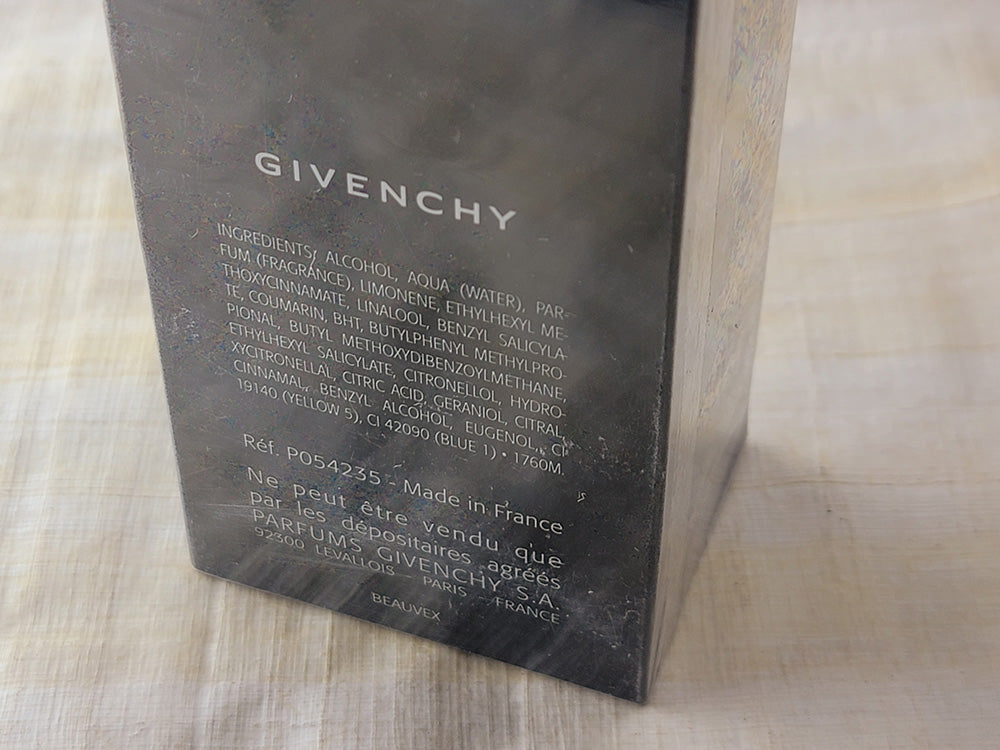 GIVENCHY
INGREDIENTS: ALCOHOL, AQUA (WATER), PAR-
FUM (FRAGRANCE), LIMONENE, ETHYLHEXYL ME-
THOXYCINNAMATE, LINALOOL, BENZYL SALICYLA-
TE, COUMARIN, BHT, BUTYLPHENYL METHYLPRO-
PIONAL, BUTYL METHOXYDIBENZOYLMETHANE,
ETHYLHEXYL SALICYLATE, CITRONELLOL, HYDRO-
XYCITRONELLAL, CITRIC ACID, GERANIOL, CITRAL,
CINNAMAL, BENZYL ALCOHOL, EUGENOL, CI
19140 (YELLOW 5), CI 42090 (BLUE 1) • 1760M.
Réf. P054235 - Made in France
Ne peut être vendu que
par les dépositaires agréés
PARFUMS GIVENCHY S.A.
92300 LEVALLOIS - PARIS - FRANCE
BEAUVEX